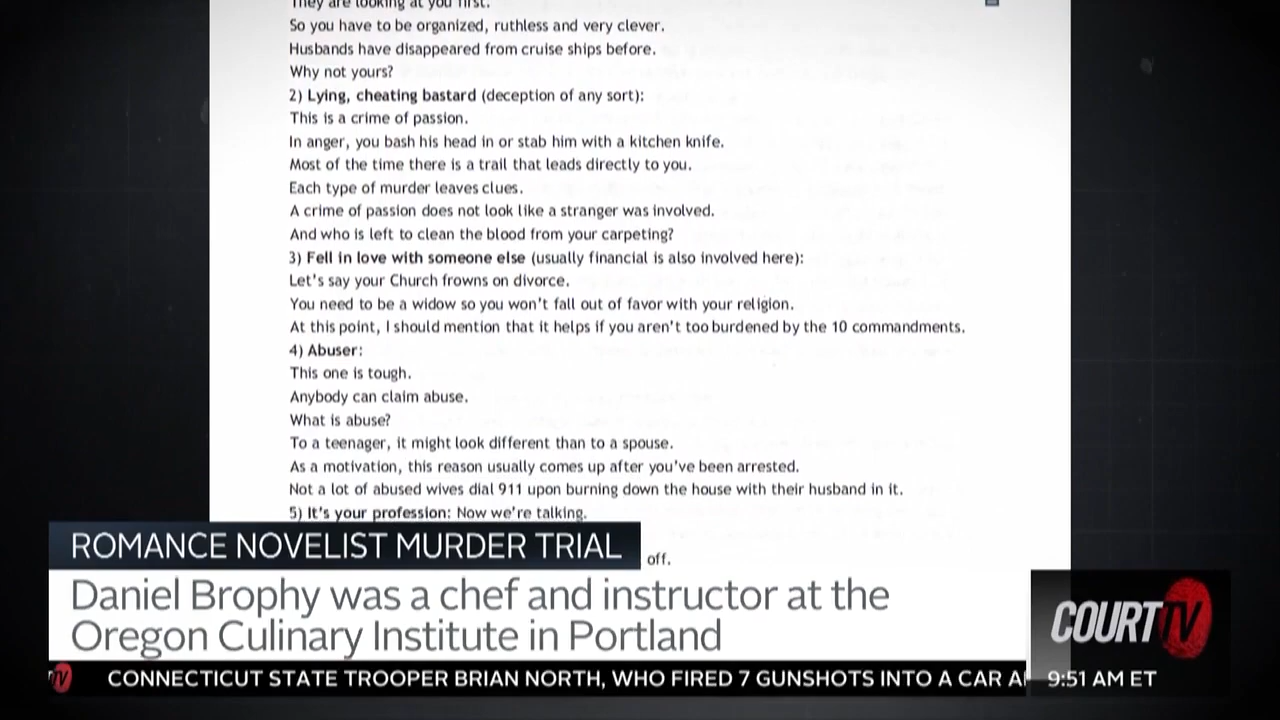 They are looking at you first.
So you have to be organized, ruthless and very clever.
Husbands have disappeared from cruise ships before.
Why not yours?
2) Lying, cheating bastard (deception of any sort):
This is a crime of passion.
In anger, you bash his head in or stab him with a kitchen knife.
Most of the time there is a trail that leads directly to you.
Each type of murder leaves clues.
A crime of passion does not look like a stranger was involved.
And who is left to clean the blood from your carpeting?
3) Fell in love with someone else (usually financial is also involved here):
Let's say your Church frowns on divorce.
You need to be a widow so you won't fall out of favor with your religion.
At this point, I should mention that it helps if you aren't too burdened by the 10 commandments.
4) Abuser:
This one is tough.
Anybody can claim abuse.
What is abuse?
To a teenager, it might look different than to a spouse.
As a motivation, this reason usually comes up after you've been arrested.
Not a lot of abused wives dial 911 upon burning down the house with their husband in it.
5) It's your profession: Now we're talking.
off.
ROMANCE NOVELIST MURDER TRIAL
Daniel Brophy was a chef and instructor at the
Oregon Culinary Institute in Portland
COURT TV
TV CONNECTICUT STATE TROOPER BRIAN NORTH, WHO FIRED 7 GUNSHOTS INTO A CAR
9:51 AM ET